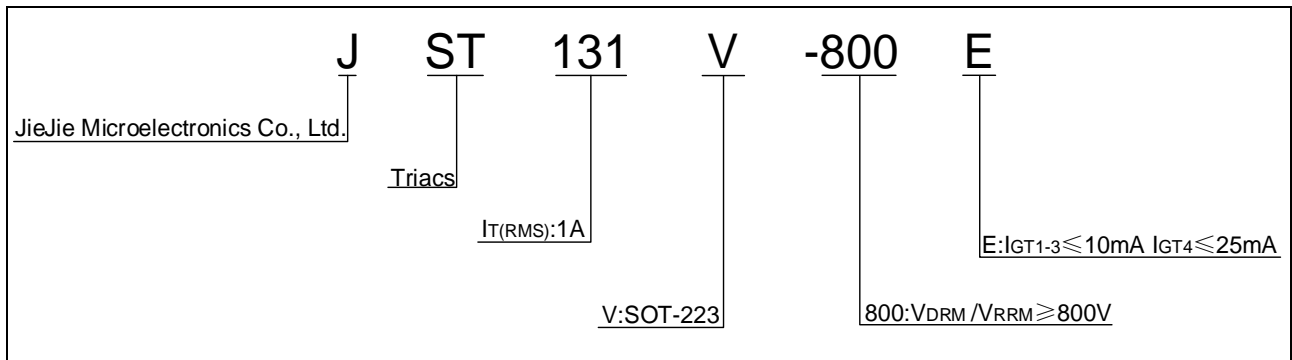 J ST 131 V -800 E
JieJie Microelectronics Co., Ltd.
Triacs
IT(RMS):1A
E:IGT1-3≤10mA IGT4≤25mA
V:SOT-223
800:VDRM /VRRM≥800V